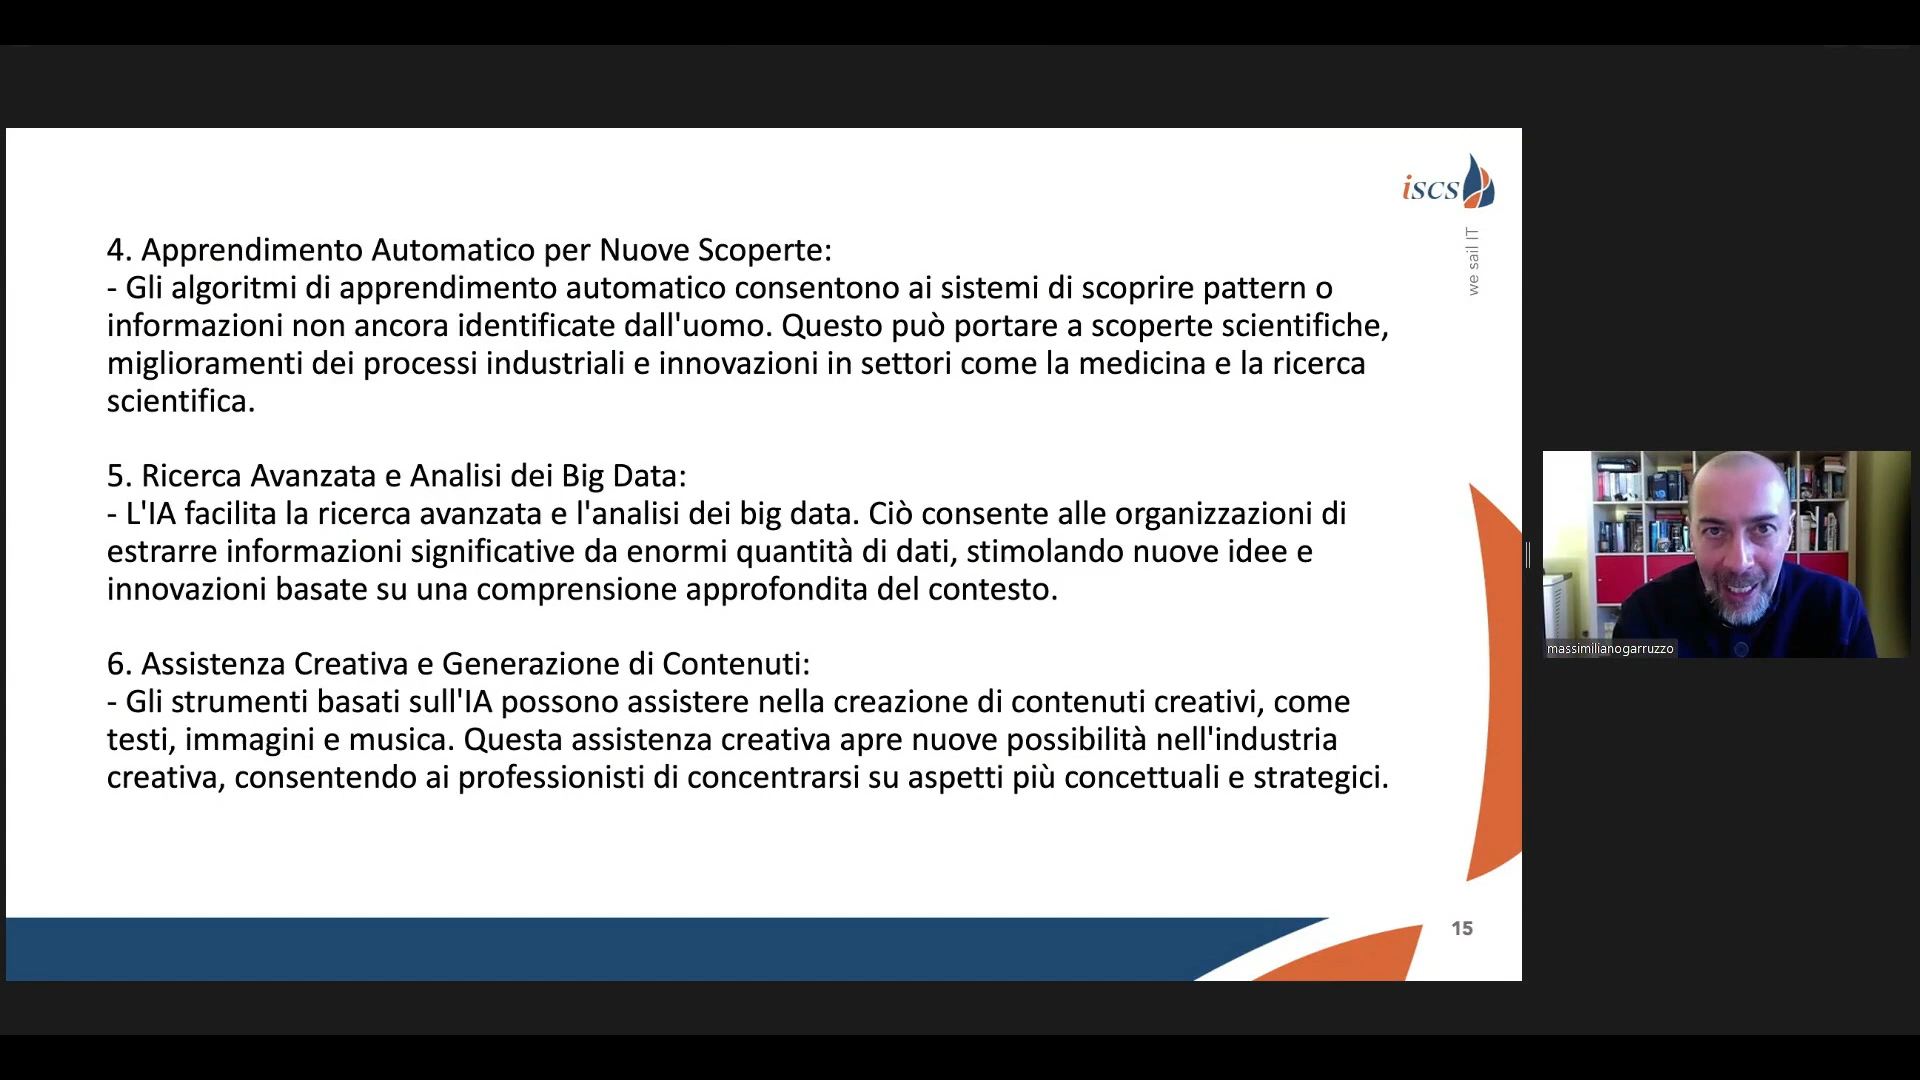 iscs
we sail IT
4. Apprendimento Automatico per Nuove Scoperte:
- Gli algoritmi di apprendimento automatico consentono ai sistemi di scoprire pattern o
informazioni non ancora identificate dall'uomo. Questo può portare a scoperte scientifiche,
miglioramenti dei processi industriali e innovazioni in settori come la medicina e la ricerca
scientifica.
5. Ricerca Avanzata e Analisi dei Big Data:
- L'IA facilita la ricerca avanzata e l'analisi dei big data. Ciò consente alle organizzazioni di
estrarre informazioni significative da enormi quantità di dati, stimolando nuove idee e
innovazioni basate su una comprensione approfondita del contesto.
6. Assistenza Creativa e Generazione di Contenuti:
- Gli strumenti basati sull'IA possono assistere nella creazione di contenuti creativi, come
testi, immagini e musica. Questa assistenza creativa apre nuove possibilità nell'industria
creativa, consentendo ai professionisti di concentrarsi su aspetti più concettuali e strategici.
15
massimilianogarruzzo